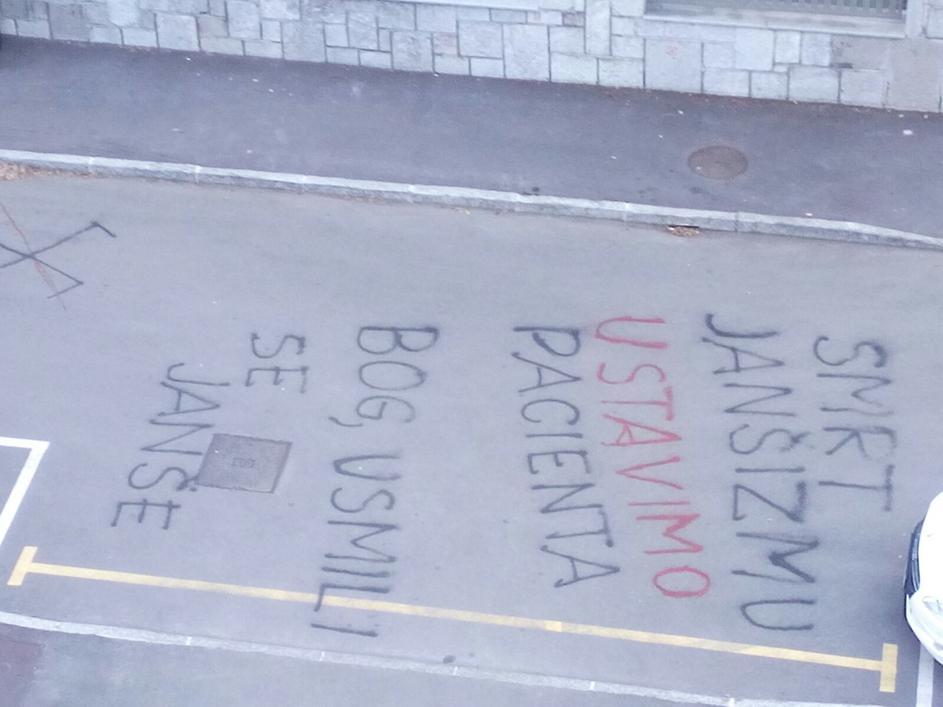 SMRT
JANŠIZMU
USTAVIMO
PACIENTA
BOG, USMILI
SE
JANŠE